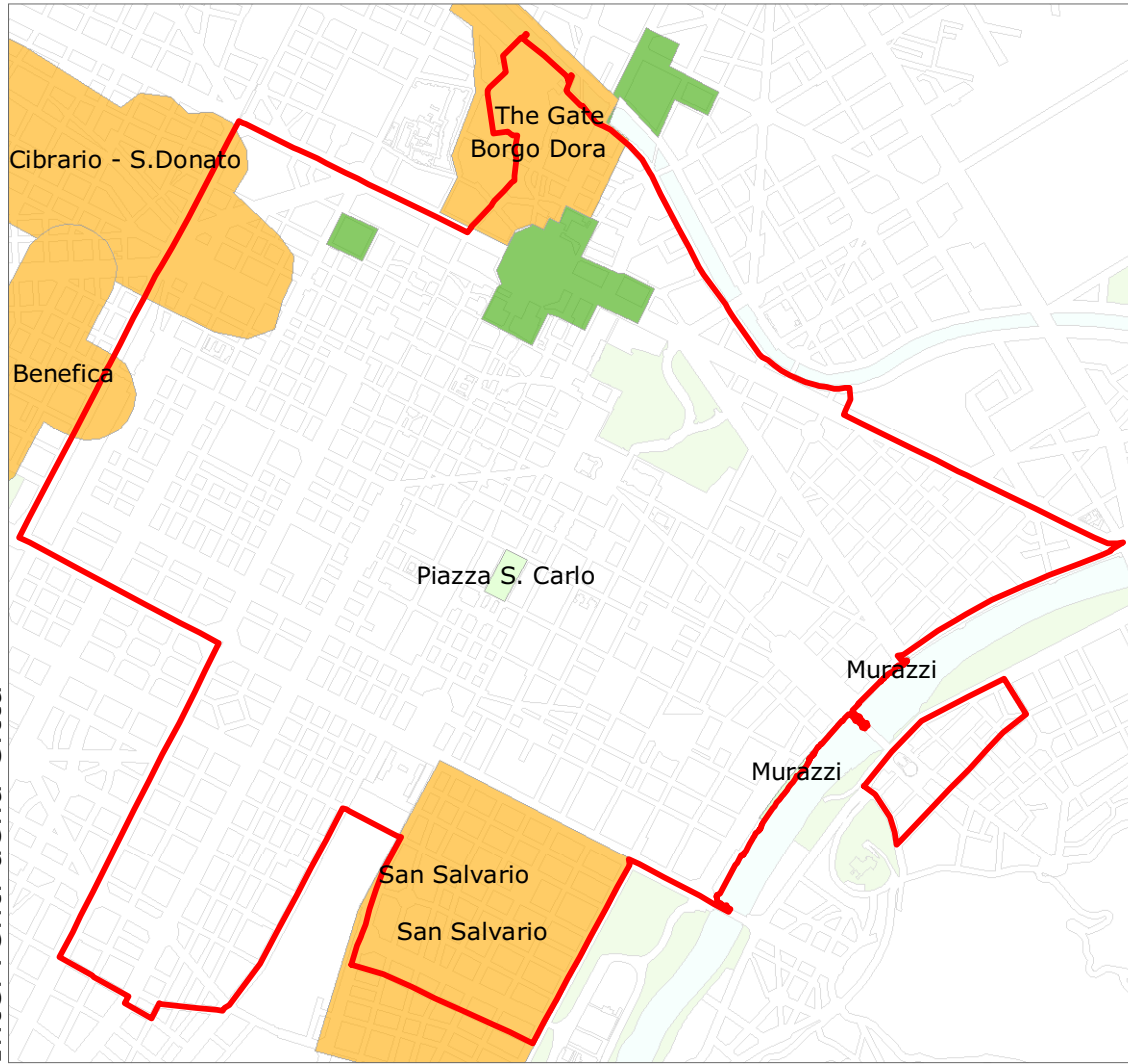 The Gate
Borgo Dora
Cibrario - S.Donato
Benefica
Piazza S. Carlo
Murazzi
Murazzi
San Salvario
San Salvario